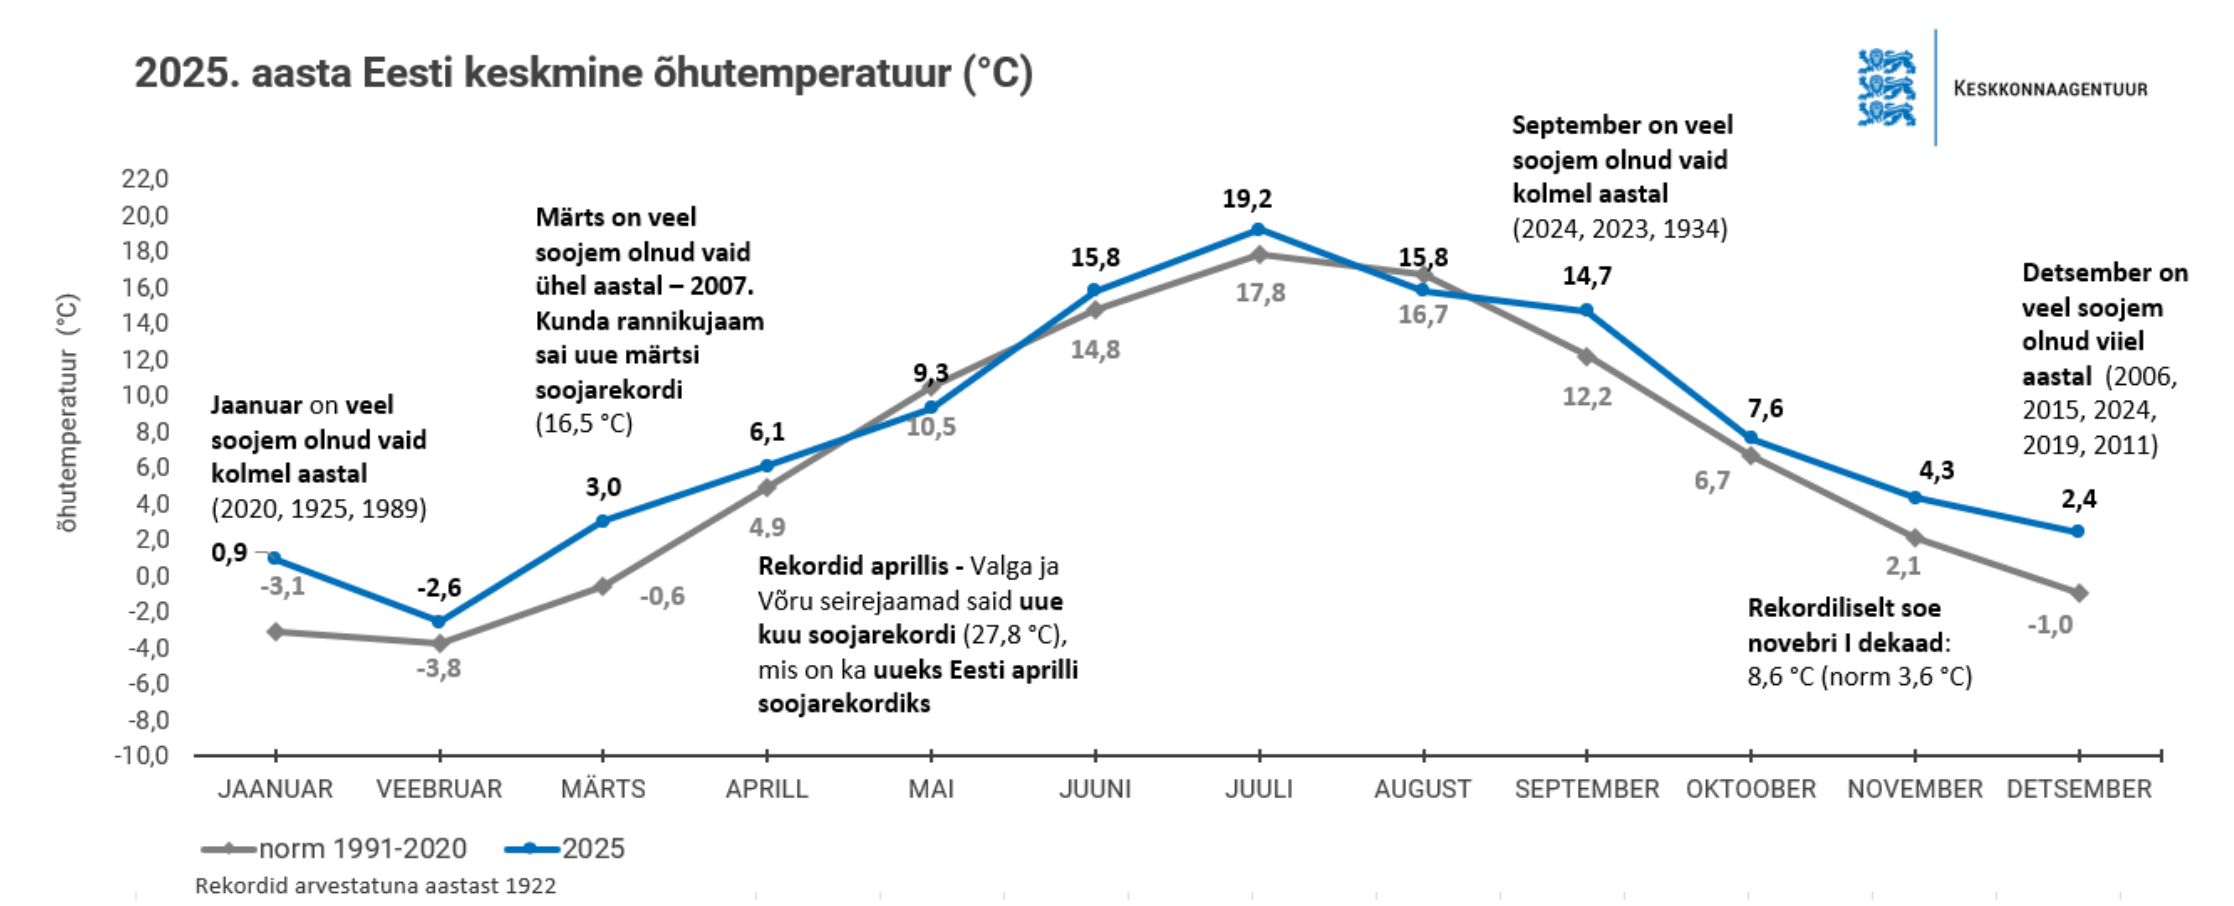 2025. aasta Eesti keskmine õhutemperatuur (°C)
KESKKONNAAGENTUUR
õhutemperatuur (°C)
22,0
20,0
18,0
16,0
14,0
12,0
10,0
8,0
6,0
4,0
2,0
0,0
-2,0
-4,0
-6,0
-8,0
-10,0
Jaanuar on veel
soojem olnud vaid
kolmel aastal
(2020, 1925, 1989)
Märts on veel
soojem olnud vaid
ühel aastal – 2007.
Kunda rannikujaam
sai uue märtsi
soojarekordi
(16,5 °C)
Rekordid aprillis - Valga ja
Võru seirejaamad said uue
kuu soojarekordi (27,8 °C),
mis on ka uueks Eesti aprilli
soojarekordiks
September on veel
soojem olnud vaid
kolmel aastal
(2024, 2023, 1934)
Rekordiliselt soe
novebri I dekaad:
8,6 °C (norm 3,6 °C)
Detsember on
veel soojem
olnud viiel
aastal (2006,
2015, 2024,
2019, 2011)
0,9
-2,6
3,0
6,1
9,3
15,8
19,2
15,8
14,7
7,6
4,3
2,4
-3,1
-3,8
-0,6
4,9
10,5
14,8
17,8
16,7
12,2
6,7
2,1
-1,0
JAANUAR
VEEBRUAR
MÄRTS
APRILL
MAI
JUUNI
JUULI
AUGUST
SEPTEMBER
OKTOOBER
NOVEMBER
DETSEMBER
norm 1991-2020
2025
Rekordid arvestatuna aastast 1922